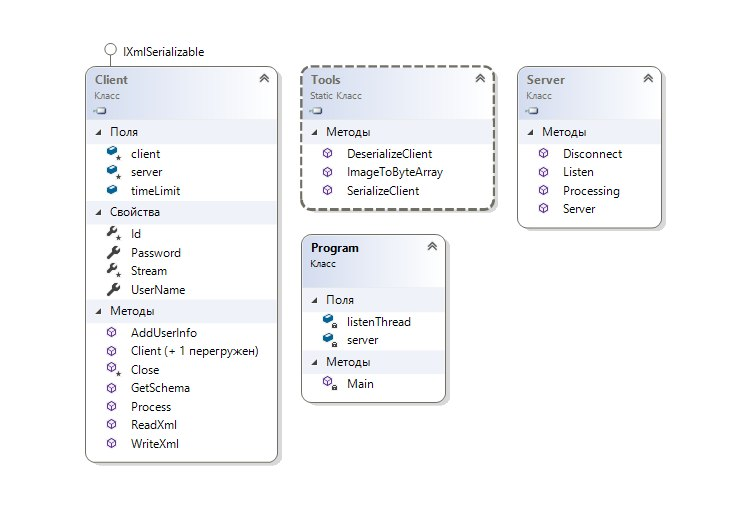 IXmlSerializable
Client
Класс
Поля
client
server
timeLimit
Свойства
Id
Password
Stream
UserName
Методы
AddUserInfo
Client (+ 1 перегружен)
Close
GetSchema
Process
ReadXml
WriteXml
Tools
Static Класс
Методы
DeserializeClient
ImageToByteArray
SerializeClient
Program
Класс
Поля
listenThread
server
Методы
Main
Server
Класс
Методы
Disconnect
Listen
Processing
Server